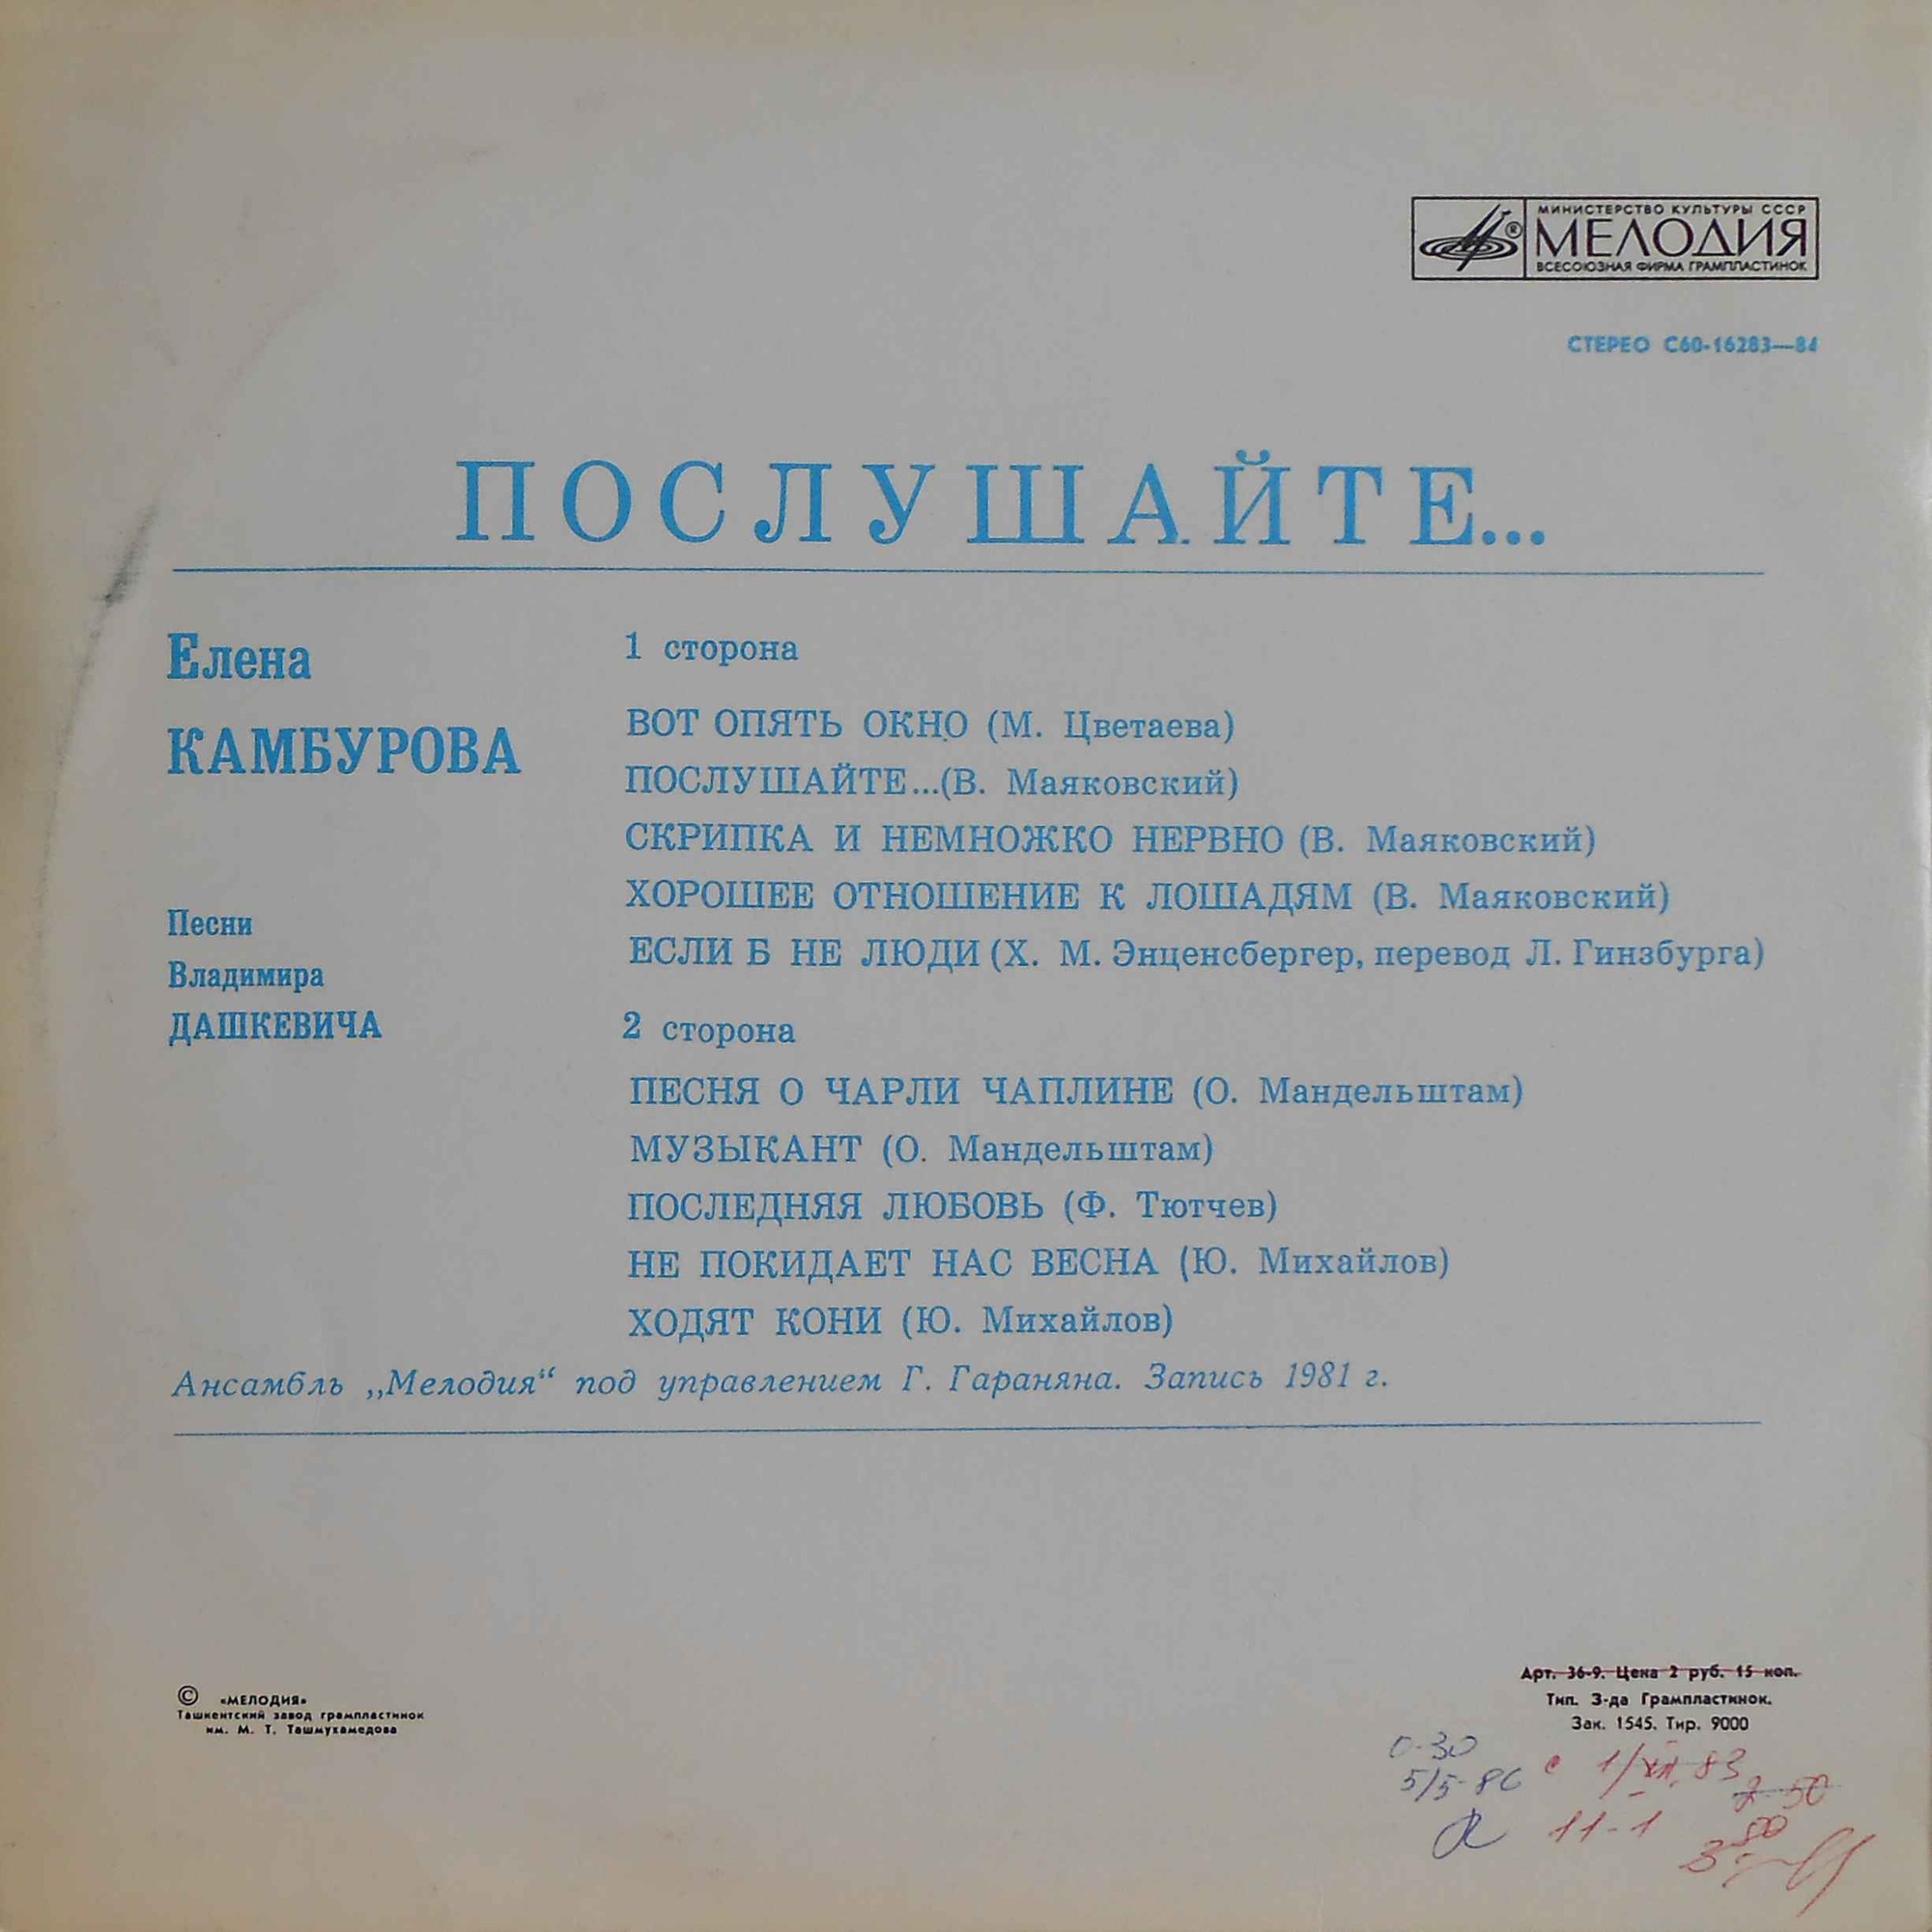 МИНИСТЕРСТВО КУЛЬТУРЫ СССР
МЕЛОДИЯ
ВСЕСОЮЗНАЯ ФИРМА ГРАМПЛАСТИНОК
СТЕРЕО С60-16283—84
ПОСЛУШАЙТЕ...
Елена
КАМБУРОВА
Песни
Владимира
ДАШКЕВИЧА
1 сторона
ВОТ ОПЯТЬ ОКНО (М. Цветаева)
ПОСЛУШАЙТЕ...(В. Маяковский)
СКРИПКА И НЕМНОЖКО НЕРВНО (В. Маяковский)
ХОРОШЕЕ ОТНОШЕНИЕ К ЛОШАДЯМ (В. Маяковский)
ЕСЛИ Б НЕ ЛЮДИ (Х. М. Энценсбергер, перевод Л. Гинзбурга)
2 сторона
ПЕСНЯ О ЧАРЛИ ЧАПЛИНЕ (О. Мандельштам)
МУЗЫКАНТ (О. Мандельштам)
ПОСЛЕДНЯЯ ЛЮБОВЬ (Ф. Тютчев)
НЕ ПОКИДАЕТ НАС ВЕСНА (Ю. Михайлов)
ХОДЯТ КОНИ (Ю. Михайлов)
Ансамбль „Мелодия“ под управлением Г. Гараняна. Запись 1981 г.
© «МЕЛОДИЯ»
Ташкентский завод грампластинок
им. М. Т. Ташмухамедова
Арт. 36-9. Цена 2 руб. 15 коп.
Тип. З-да Грампластинок.
Зак. 1545. Тир. 9000
0-30
11-1